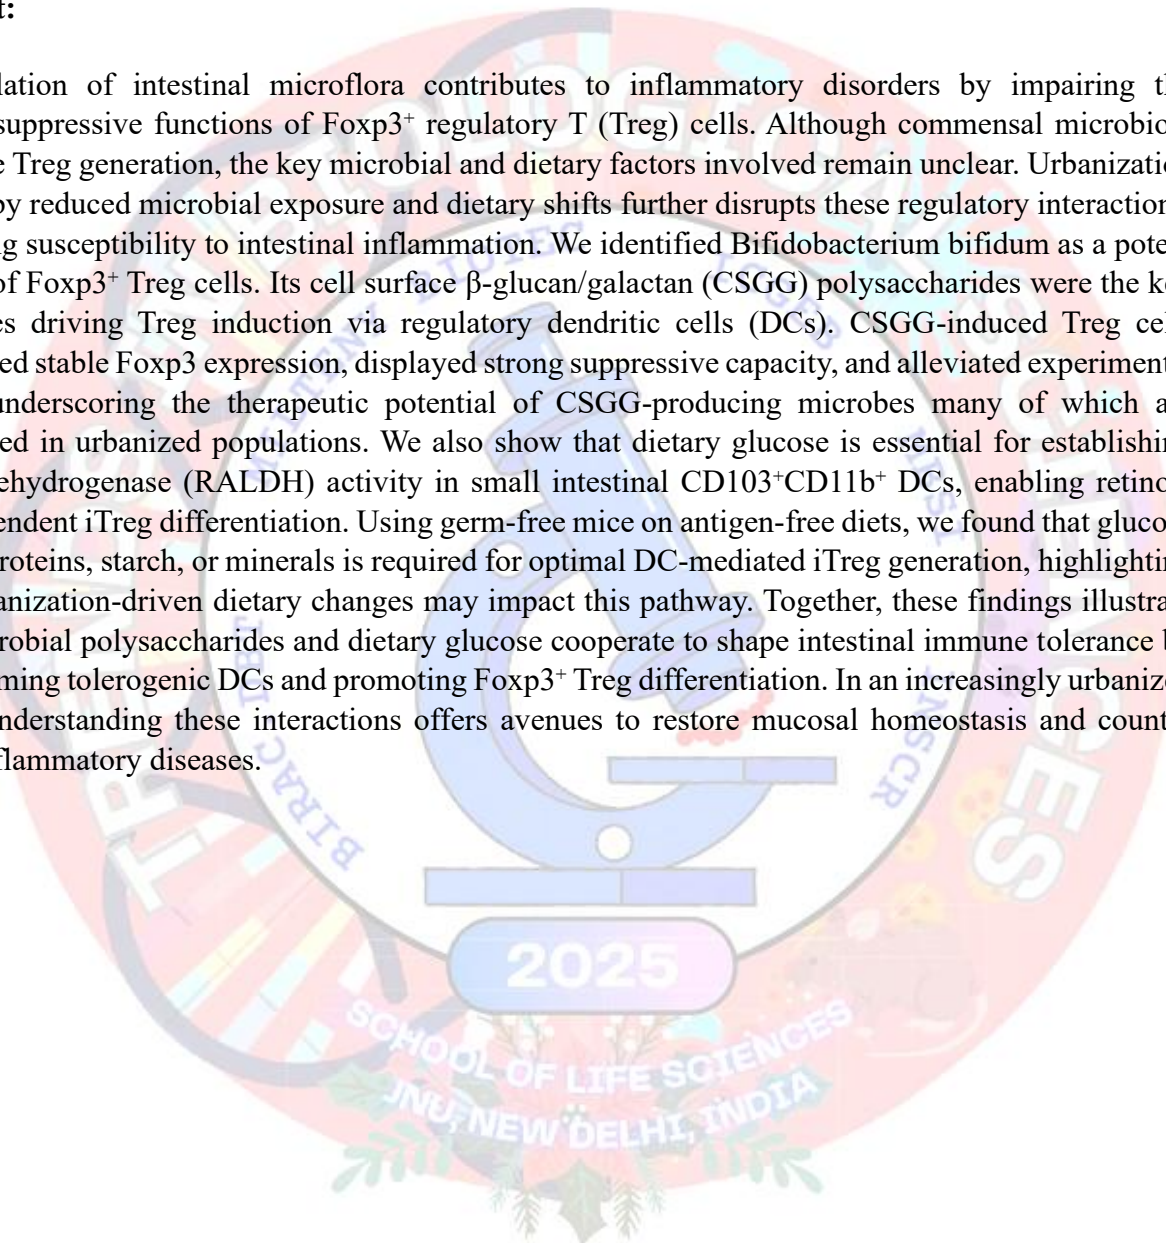 t:
lation of intestinal microflora contributes to inflammatory disorders by impairing th
suppressive functions of Foxp3⁺ regulatory T (Treg) cells. Although commensal microbio
e Treg generation, the key microbial and dietary factors involved remain unclear. Urbanizatio
by reduced microbial exposure and dietary shifts further disrupts these regulatory interaction
ng susceptibility to intestinal inflammation. We identified Bifidobacterium bifidum as a pote
of Foxp3⁺ Treg cells. Its cell surface β-glucan/galactan (CSGG) polysaccharides were the ke
es driving Treg induction via regulatory dendritic cells (DCs). CSGG-induced Treg cel
ed stable Foxp3 expression, displayed strong suppressive capacity, and alleviated experiment
underscoring the therapeutic potential of CSGG-producing microbes many of which a
ed in urbanized populations. We also show that dietary glucose is essential for establishin
ehydrogenase (RALDH) activity in small intestinal CD103⁺CD11b⁺ DCs, enabling retino
endent iTreg differentiation. Using germ-free mice on antigen-free diets, we found that gluco
roteins, starch, or minerals is required for optimal DC-mediated iTreg generation, highlightin
anization-driven dietary changes may impact this pathway. Together, these findings illustra
robial polysaccharides and dietary glucose cooperate to shape intestinal immune tolerance b
ming tolerogenic DCs and promoting Foxp3⁺ Treg differentiation. In an increasingly urbanize
nderstanding these interactions offers avenues to restore mucosal homeostasis and count
flammatory diseases.
TRENDS
SCIENCES
BIRAC
DBT
MILTENYI BIOTEC
INSCR
2025
SCHOOL OF LIFE SCIENCES
JNU, NEW DELHI, INDIA